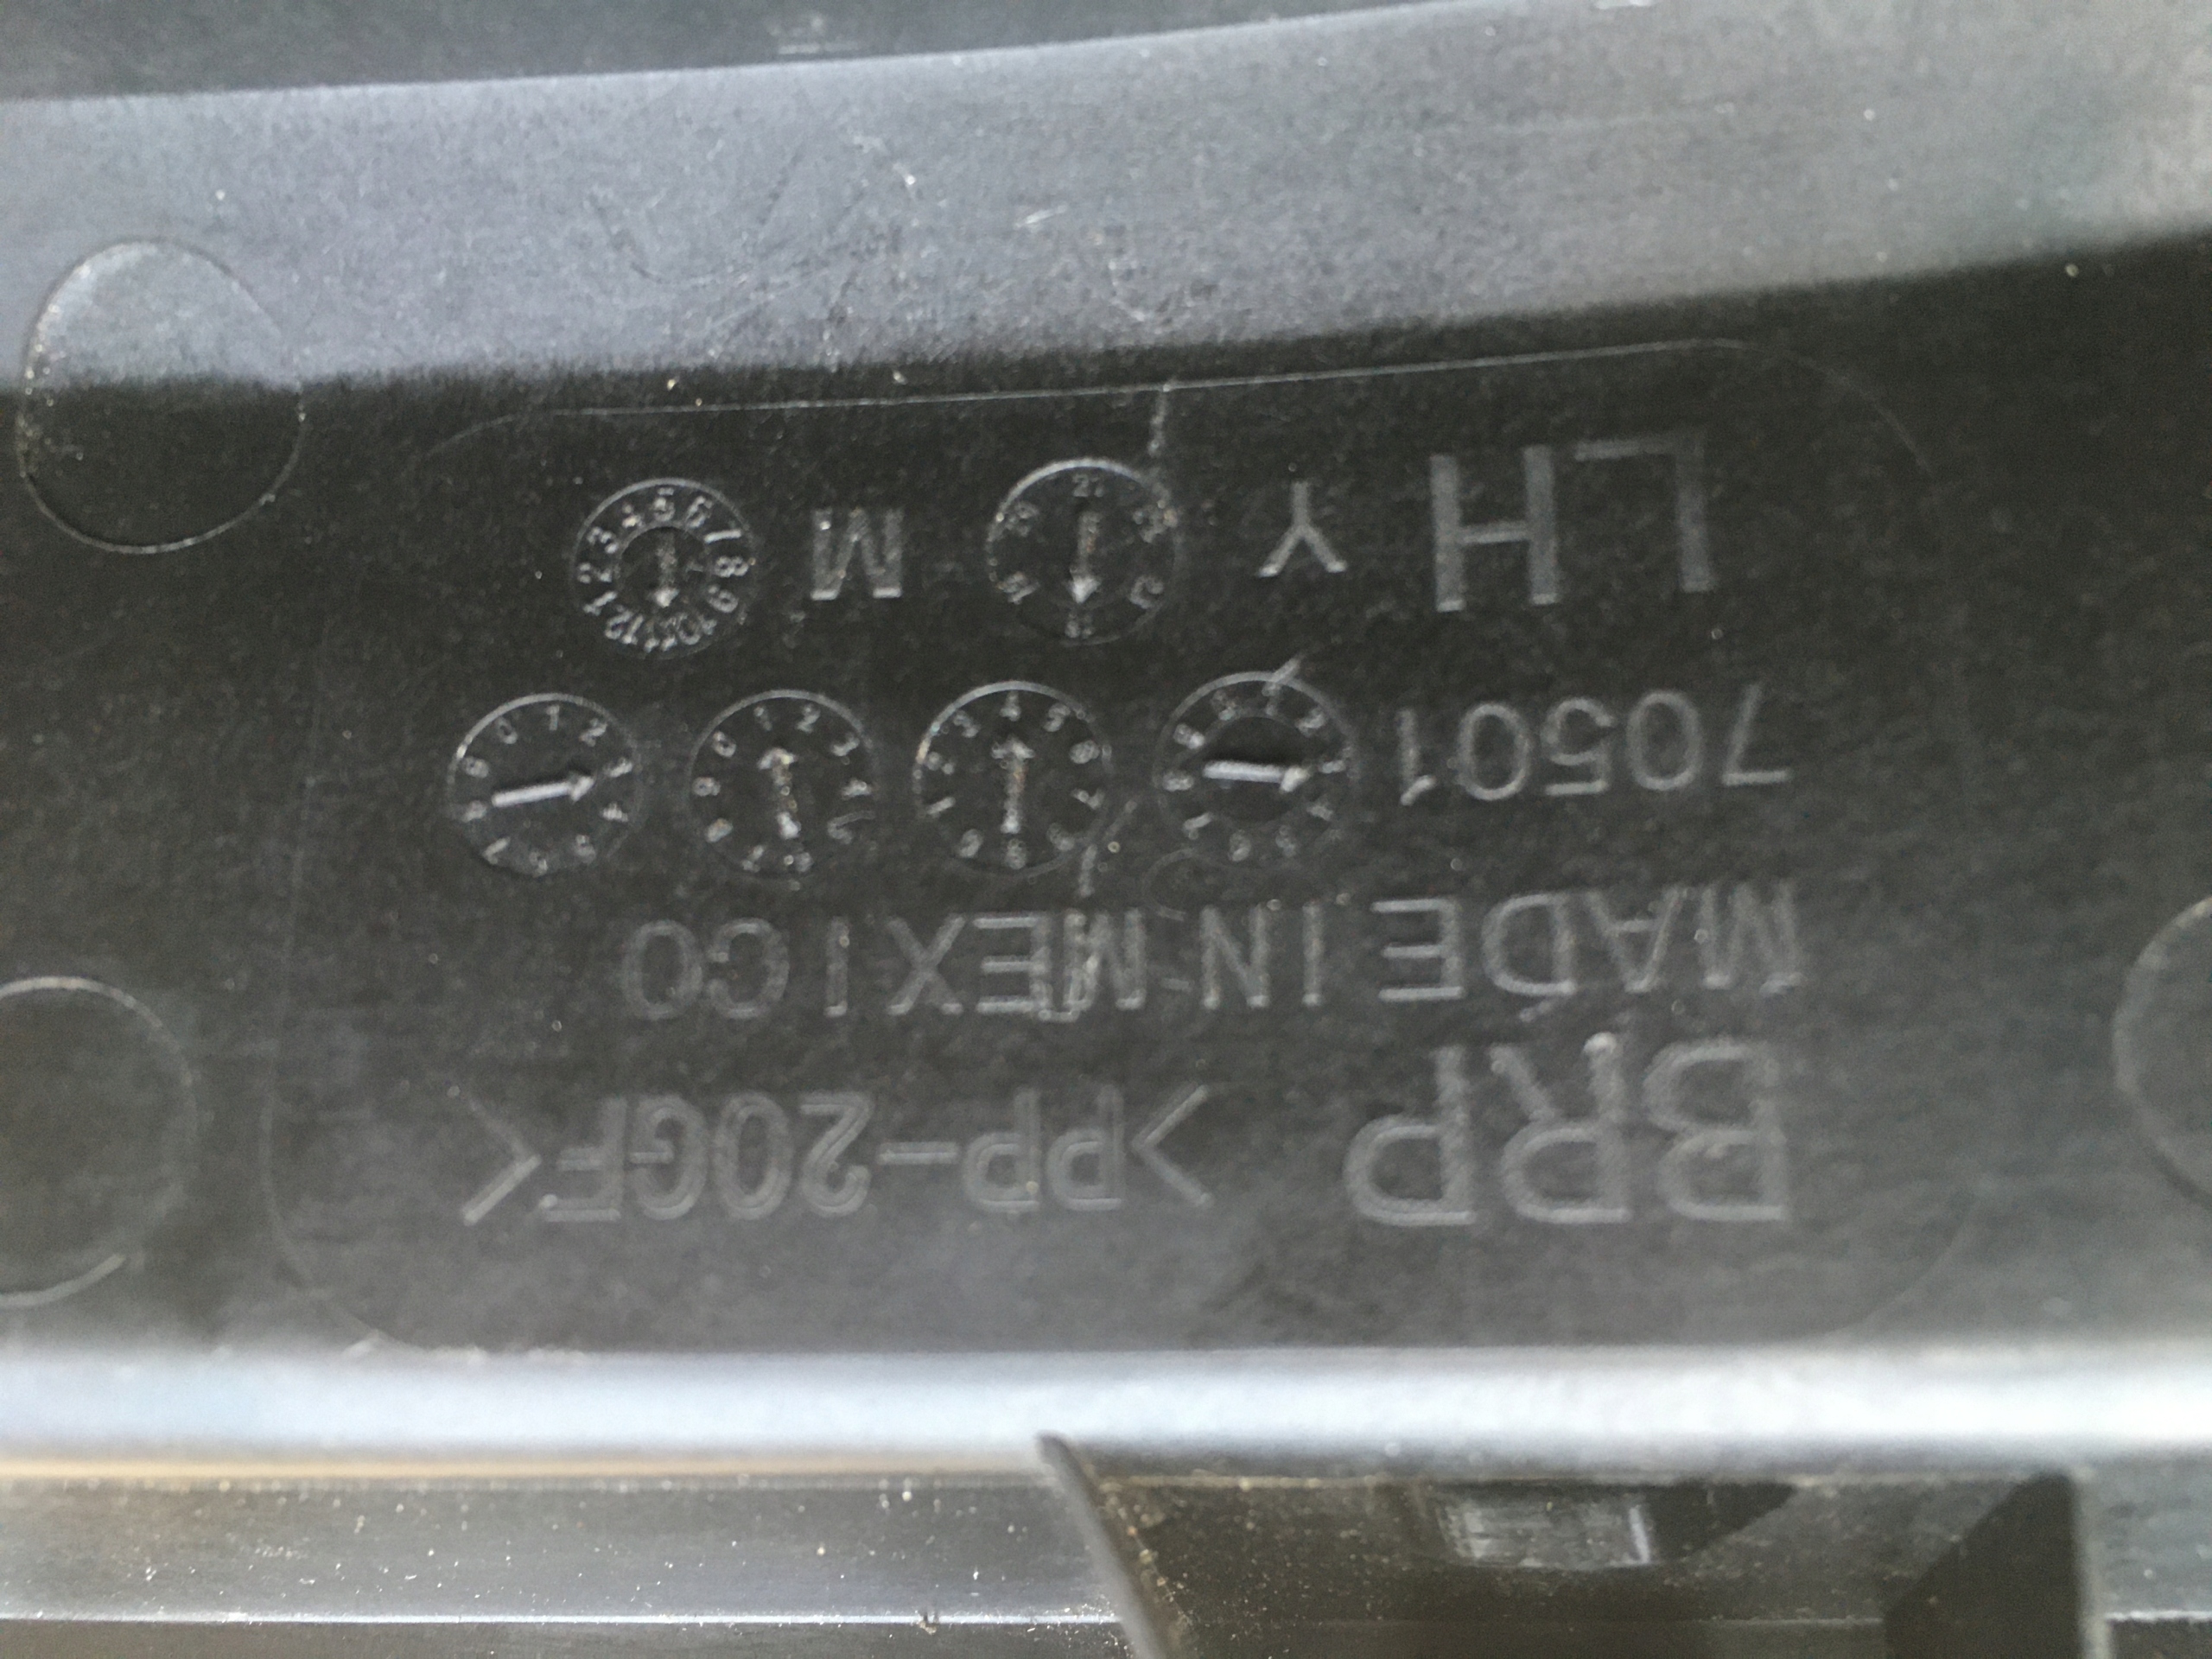 BRP >PP-20GF<
MADE IN MEXICO
70501
LH Y M